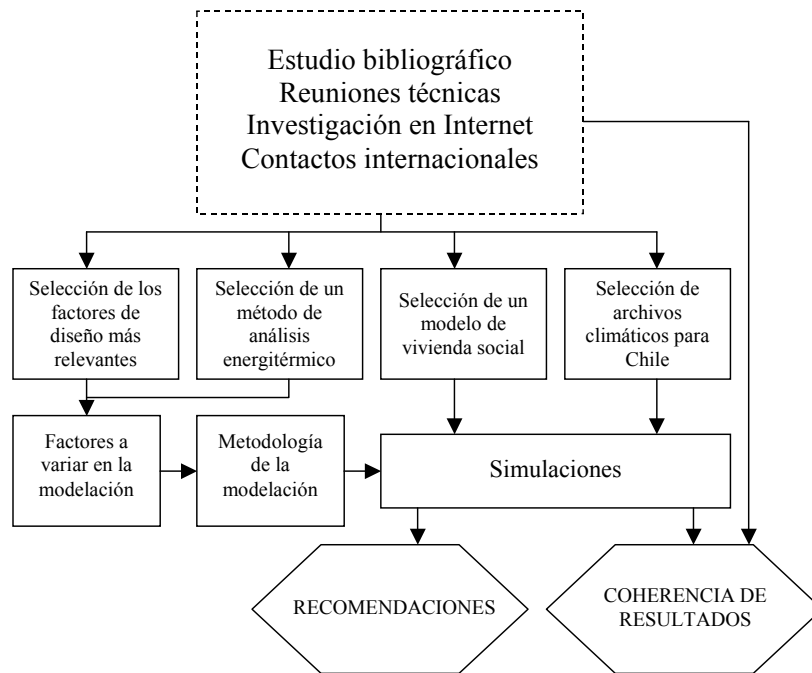 Estudio bibliográfico
Reuniones técnicas
Investigación en Internet
Contactos internacionales
Selección de los
factores de
diseño más
relevantes
Selección de un
método de
análisis
energitérmico
Selección de un
modelo de
vivienda social
Selección de
archivos
climáticos para
Chile
Factores a
variar en la
modelación
Metodología
de la
modelación
Simulaciones
RECOMENDACIONES
COHERENCIA DE
RESULTADOS